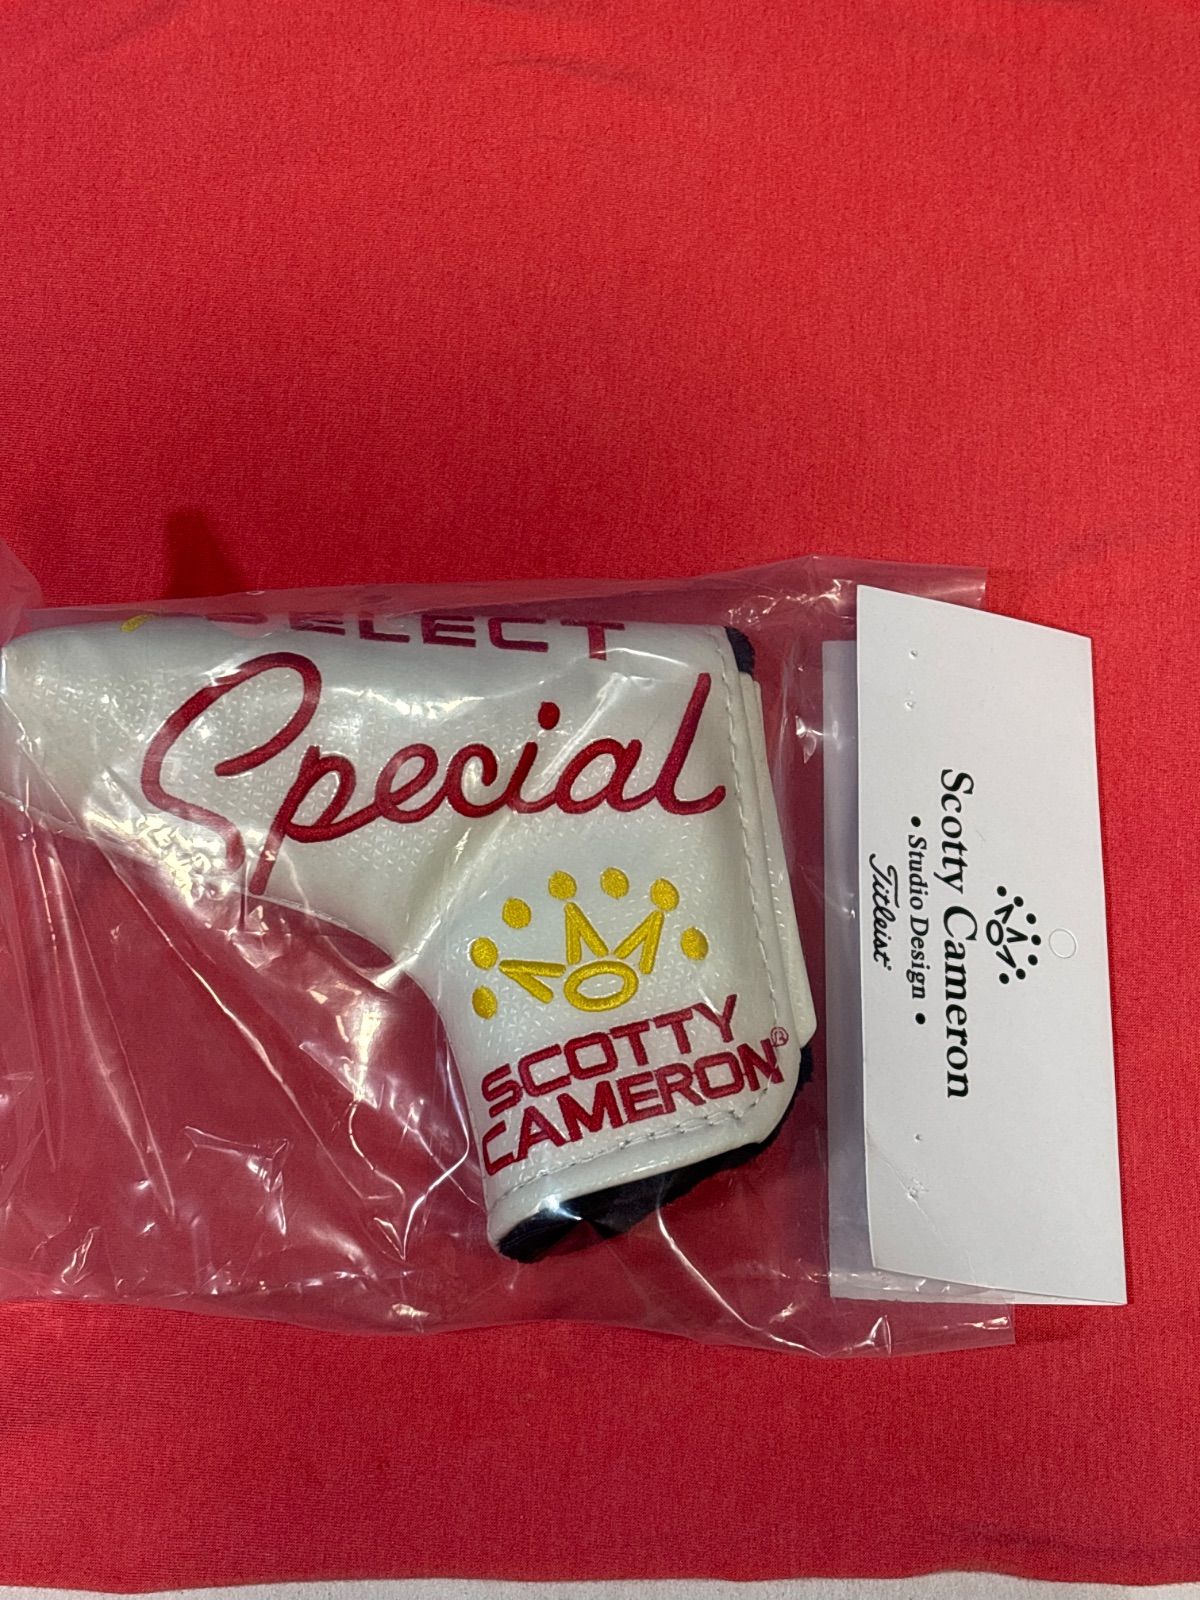 SELECT
Special
SCOTTY
CAMERON®
Scotty Cameron
• Studio Design •
Titleist®